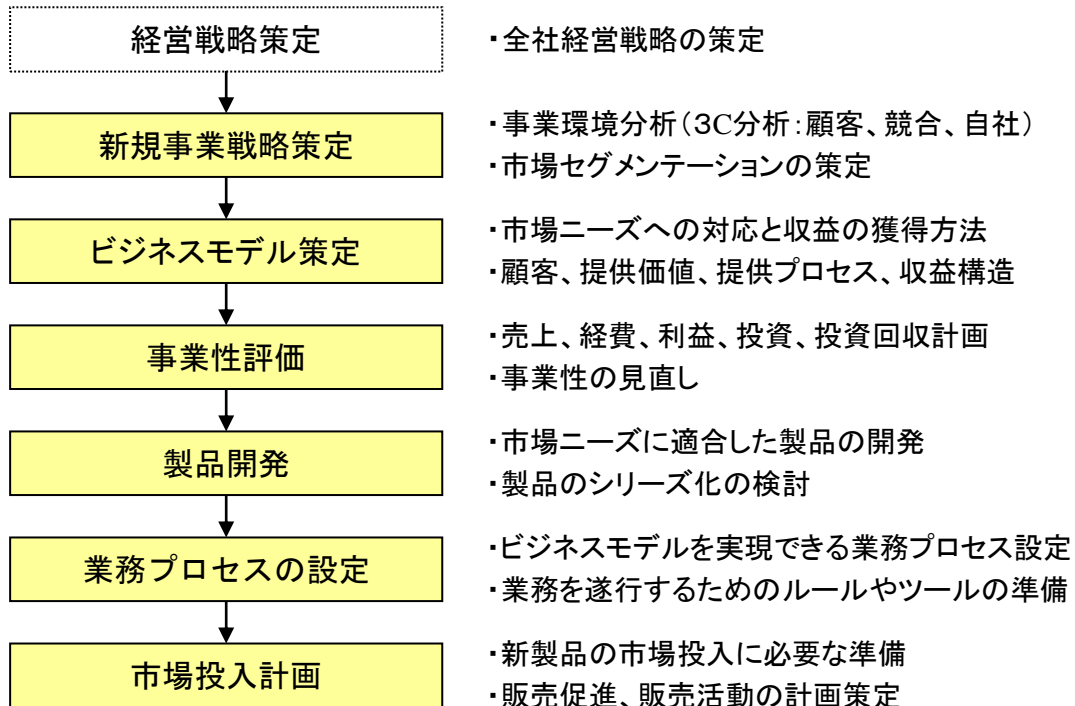 経営戦略策定
・全社経営戦略の策定
新規事業戦略策定
・事業環境分析(3C分析:顧客、競合、自社)
・市場セグメンテーションの策定
ビジネスモデル策定
・市場ニーズへの対応と収益の獲得方法
・顧客、提供価値、提供プロセス、収益構造
事業性評価
・売上、経費、利益、投資、投資回収計画
・事業性の見直し
製品開発
・市場ニーズに適合した製品の開発
・製品のシリーズ化の検討
業務プロセスの設定
・ビジネスモデルを実現できる業務プロセス設定
・業務を遂行するためのルールやツールの準備
市場投入計画
・新製品の市場投入に必要な準備
・販売促進、販売活動の計画策定